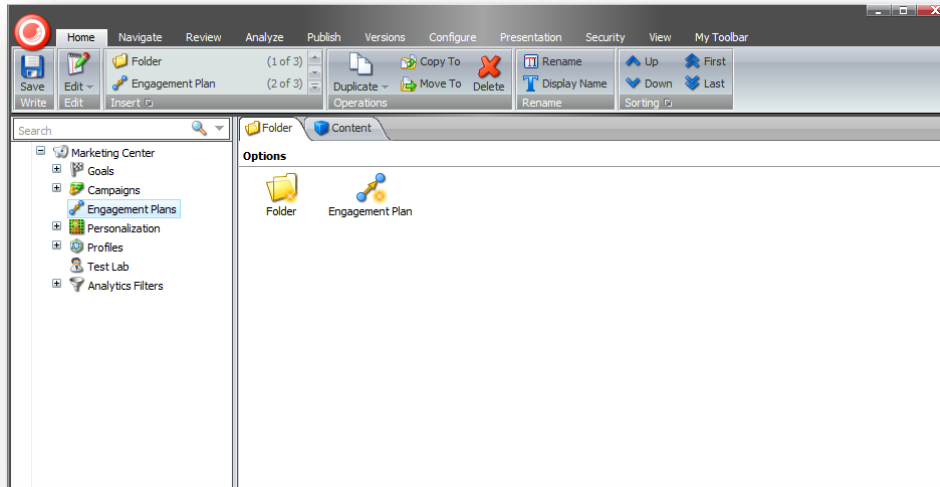 Home Navigate Review Analyze Publish Versions Configure Presentation Security View My Toolbar
Save
Write
Edit
Edit
Folder (1 of 3)
Engagement Plan (2 of 3)
Insert
Duplicate
Copy To
Move To
Delete
Operations
Rename
Display Name
Rename
Up First
Down Last
Sorting
Search
Marketing Center
Goals
Campaigns
Engagement Plans
Personalization
Profiles
Test Lab
Analytics Filters
Folder Content
Options
Folder Engagement Plan